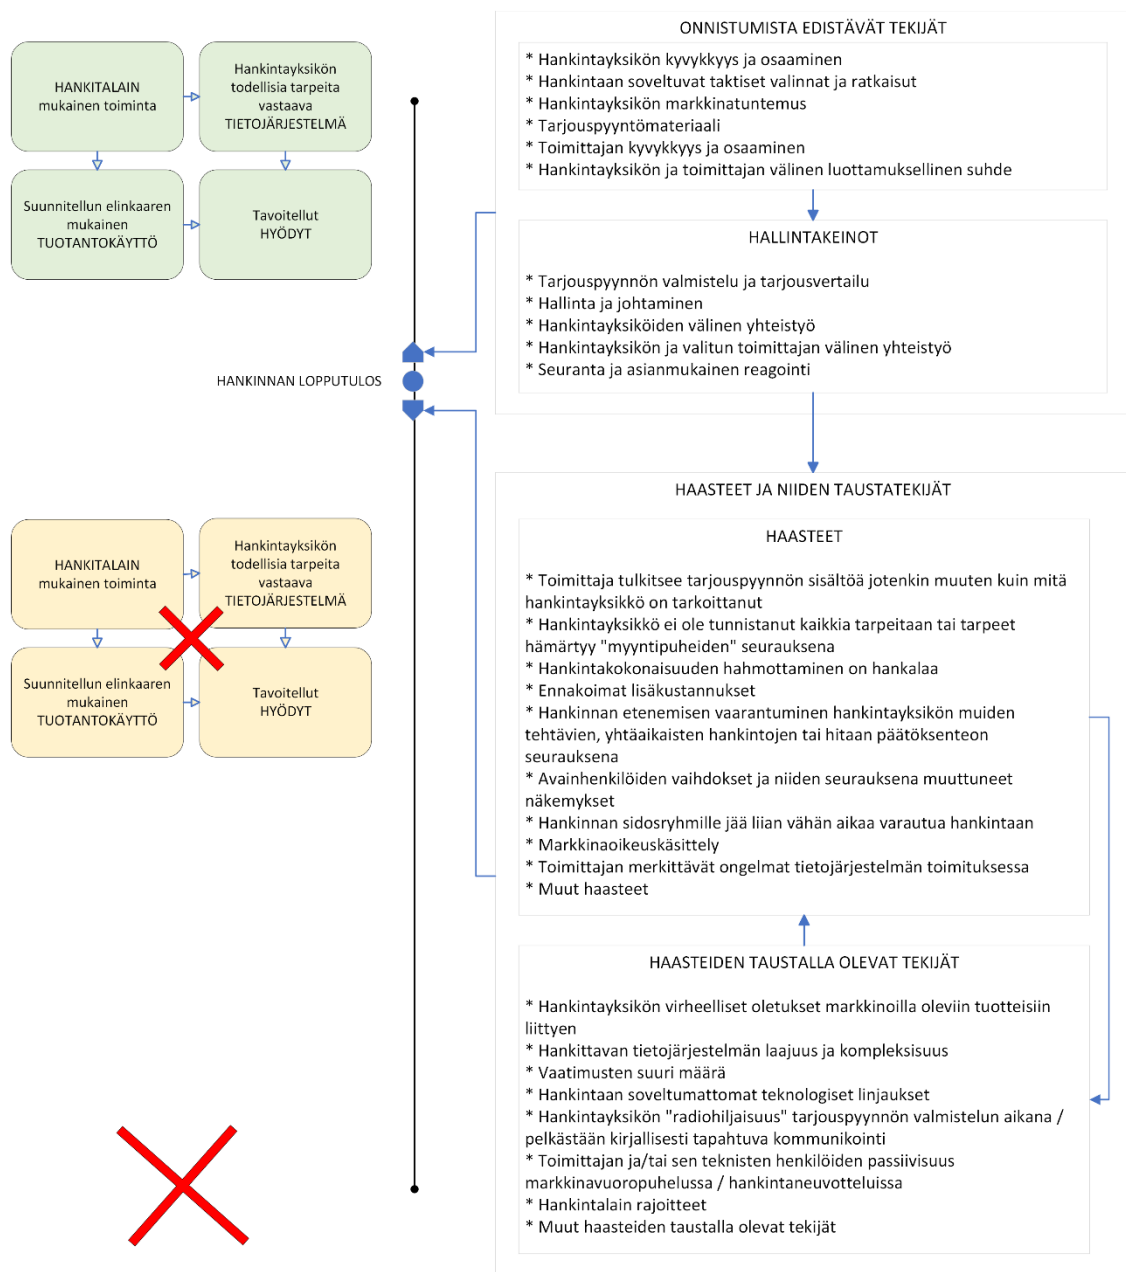 HANKITALAIN
mukainen toiminta
Hankintayksikön
todellisia tarpeita
vastaava
TIETOJÄRJESTELMÄ
Suunnitellun elinkaaren
mukainen
TUOTANTOKÄYTTÖ
Tavoitellut
HYÖDYT
HANKINNAN LOPPUTULOS
HANKITALAIN
mukainen toiminta
Hankintayksikön
todellisia tarpeita
vastaava
TIETOJÄRJESTELMÄ
Suunnitellun elinkaaren
mukainen
TUOTANTOKÄYTTÖ
Tavoitellut
HYÖDYT
ONNISTUMISTA EDISTÄVÄT TEKIJÄT
* Hankintayksikön kyvykkyys ja osaaminen
* Hankintaan soveltuvat taktiset valinnat ja ratkaisut
* Hankintayksikön markkinatuntemus
* Tarjouspyyntömateriaali
* Toimittajan kyvykkyys ja osaaminen
* Hankintayksikön ja toimittajan välinen luottamuksellinen suhde
HALLINTAKEINOT
* Tarjouspyynnön valmistelu ja tarjousvertailu
* Hallinta ja johtaminen
* Hankintayksiköiden välinen yhteistyö
* Hankintayksikön ja valitun toimittajan välinen yhteistyö
* Seuranta ja asianmukainen reagointi
HAASTEET JA NIIDEN TAUSTATEKIJÄT
HAASTEET
* Toimittaja tulkitsee tarjouspyynnön sisältöä jotenkin muuten kuin mitä
hankintayksikkö on tarkoittanut
* Hankintayksikkö ei ole tunnistanut kaikkia tarpeitaan tai tarpeet
hämärtyy "myyntipuheiden" seurauksena
* Hankintakokonaisuuden hahmottaminen on hankalaa
* Ennakoimat lisäkustannukset
* Hankinnan etenemisen vaarantuminen hankintayksikön muiden
tehtävien, yhtäaikaisten hankintojen tai hitaan päätöksenteon
seurauksena
* Avainhenkilöiden vaihdokset ja niiden seurauksena muuttuneet
näkemykset
* Hankinnan sidosryhmille jää liian vähän aikaa varautua hankintaan
* Markkinaoikeuskäsittely
* Toimittajan merkittävät ongelmat tietojärjestelmän toimituksessa
* Muut haasteet
HAASTEIDEN TAUSTALLA OLEVAT TEKIJÄT
* Hankintayksikön virheelliset oletukset markkinoilla oleviin tuotteisiin
liittyen
* Hankittavan tietojärjestelmän laajuus ja kompleksisuus
* Vaatimusten suuri määrä
* Hankintaan soveltumattomat teknologiset linjaukset
* Hankintayksikön "radiohiljaisuus" tarjouspyynnön valmistelun aikana /
pelkästään kirjallisesti tapahtuva kommunikointi
* Toimittajan ja/tai sen teknisten henkilöiden passiivisuus
markkinavuoropuhelussa / hankintaneuvotteluissa
* Hankintalain rajoitteet
* Muut haasteiden taustalla olevat tekijät